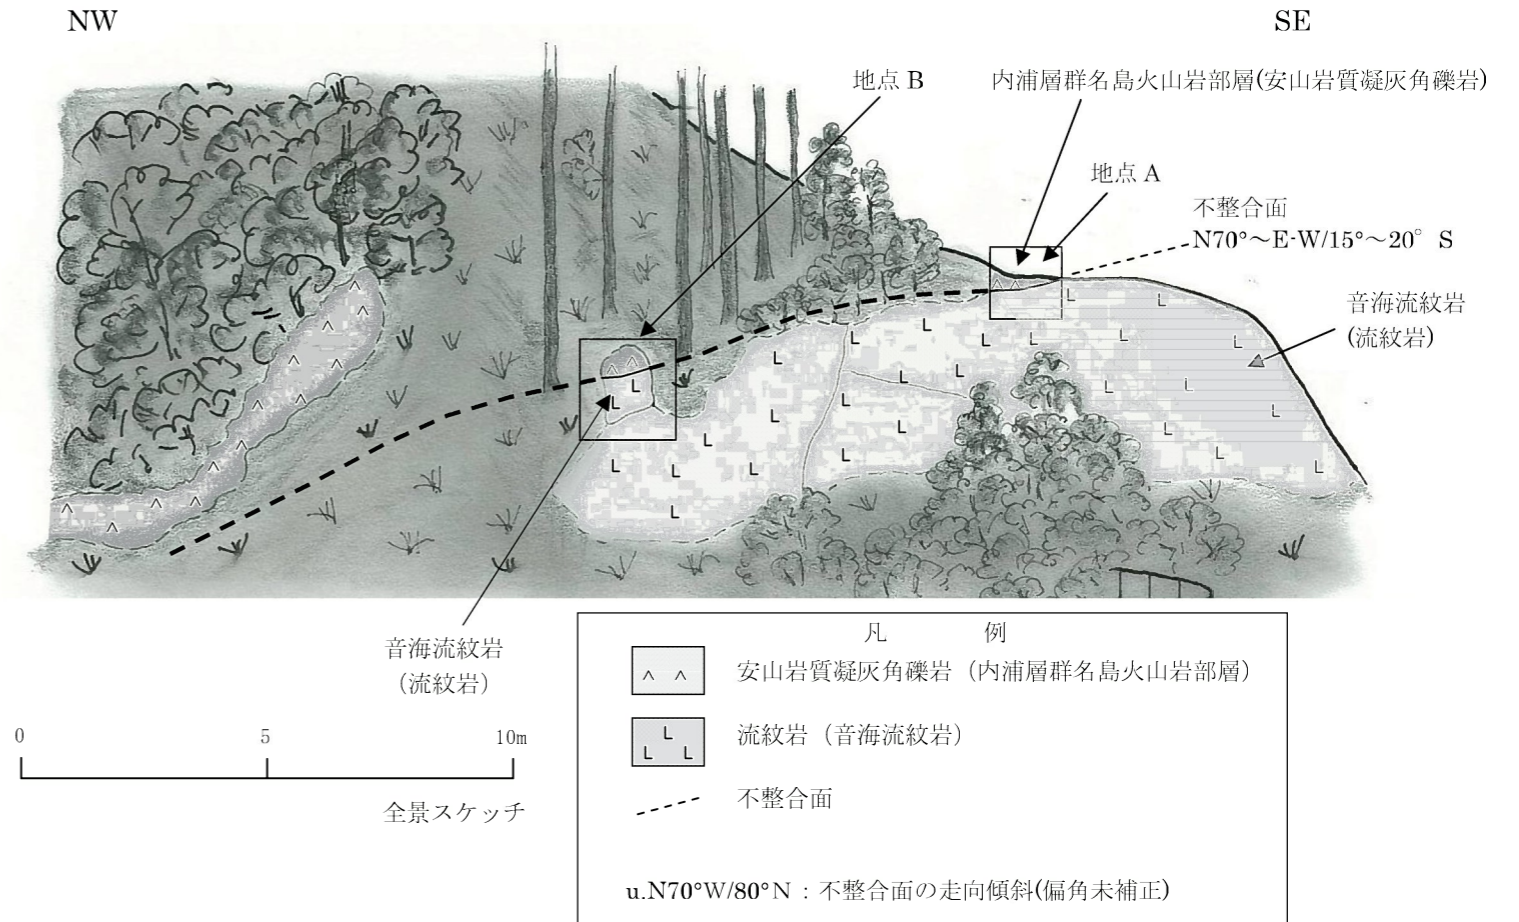 NW
SE
地点 B
内浦層群名島火山岩部層(安山岩質凝灰角礫岩)
地点 A
不整合面
N70°～E-W/15°～20° S
音海流紋岩
(流紋岩)
音海流紋岩
(流紋岩)
凡 例
安山岩質凝灰角礫岩（内浦層群名島火山岩部層）
流紋岩（音海流紋岩）
不整合面
u.N70°W/80°N：不整合面の走向傾斜(偏角未補正)
0 5 10m
全景スケッチ